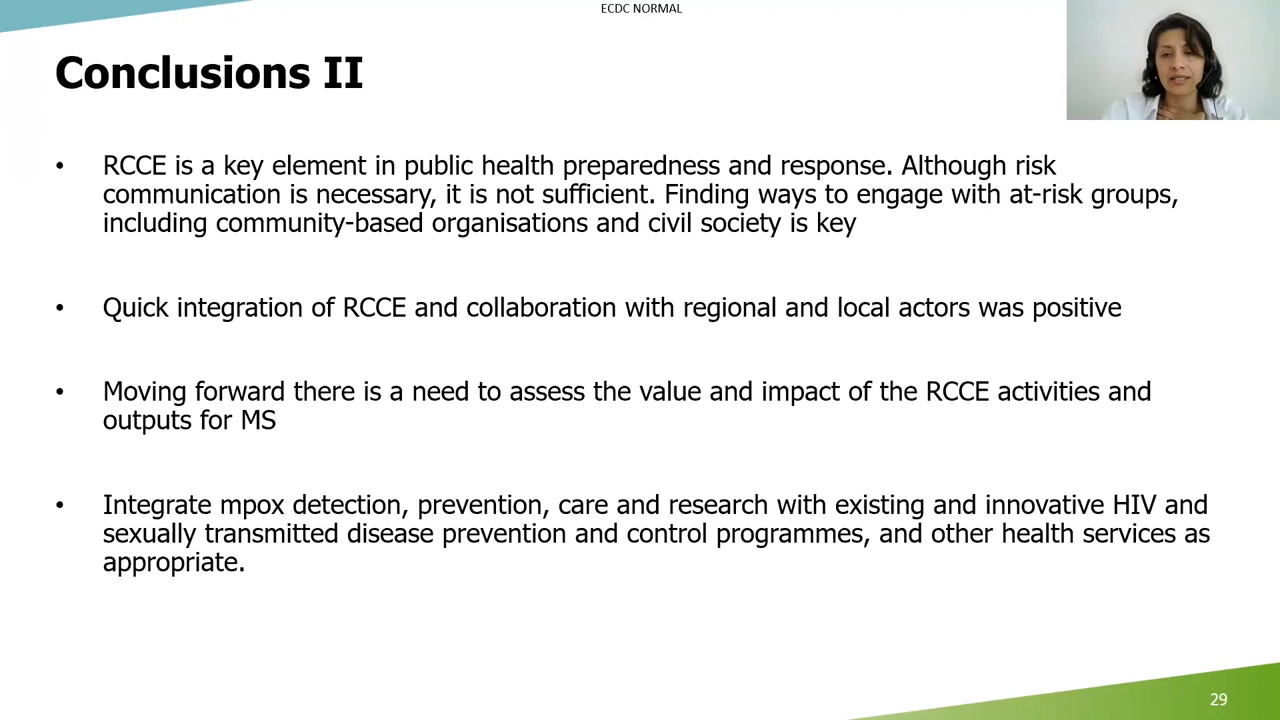 ECDC NORMAL
Conclusions II
• RCCE is a key element in public health preparedness and response. Although risk
communication is necessary, it is not sufficient. Finding ways to engage with at-risk groups,
including community-based organisations and civil society is key
• Quick integration of RCCE and collaboration with regional and local actors was positive
• Moving forward there is a need to assess the value and impact of the RCCE activities and
outputs for MS
• Integrate mpox detection, prevention, care and research with existing and innovative HIV and
sexually transmitted disease prevention and control programmes, and other health services as
appropriate.
29